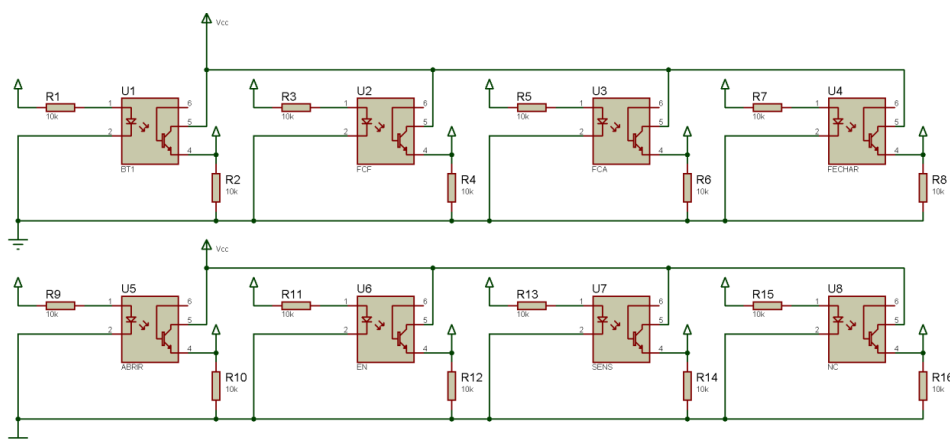 Vcc
R1
10k
U1
1
2
6
5
4
BT1
R2
10k
R3
10k
U2
1
2
6
5
4
FCF
R4
10k
R5
10k
U3
1
2
6
5
4
FCA
R6
10k
R7
10k
U4
1
2
6
5
4
FECHAR
R8
10k
Vcc
R9
10k
U5
1
2
6
5
4
ABRIR
R10
10k
R11
10k
U6
1
2
6
5
4
EN
R12
10k
R13
10k
U7
1
2
6
5
4
SENS
R14
10k
R15
10k
U8
1
2
6
5
4
NC
R16
10k